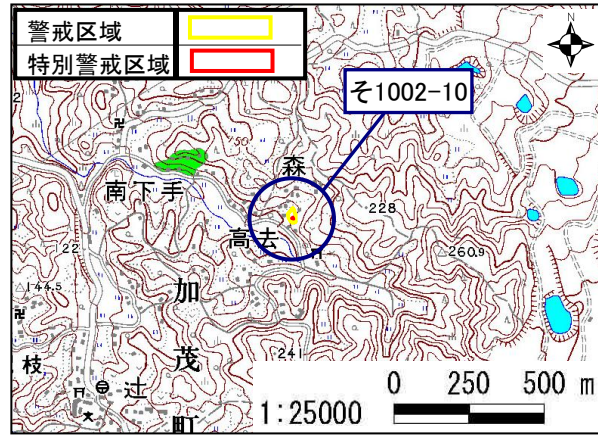 警戒区域
特別警戒区域
N
そ1002-10
森
南下手
高去
228
22
260.9
144.5
加
茂
町
241
枝
辻
0 250 500 m
1:25000